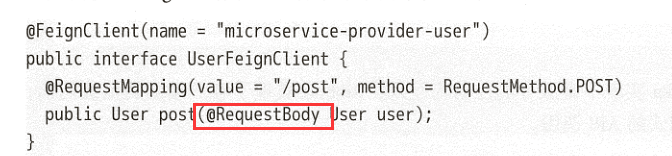 @FeignClient(name = "microservice-provider-user")
public interface UserFeignClient {
@RequestMapping(value = "/post", method = RequestMethod.POST)
public User post(@RequestBody User user);
}